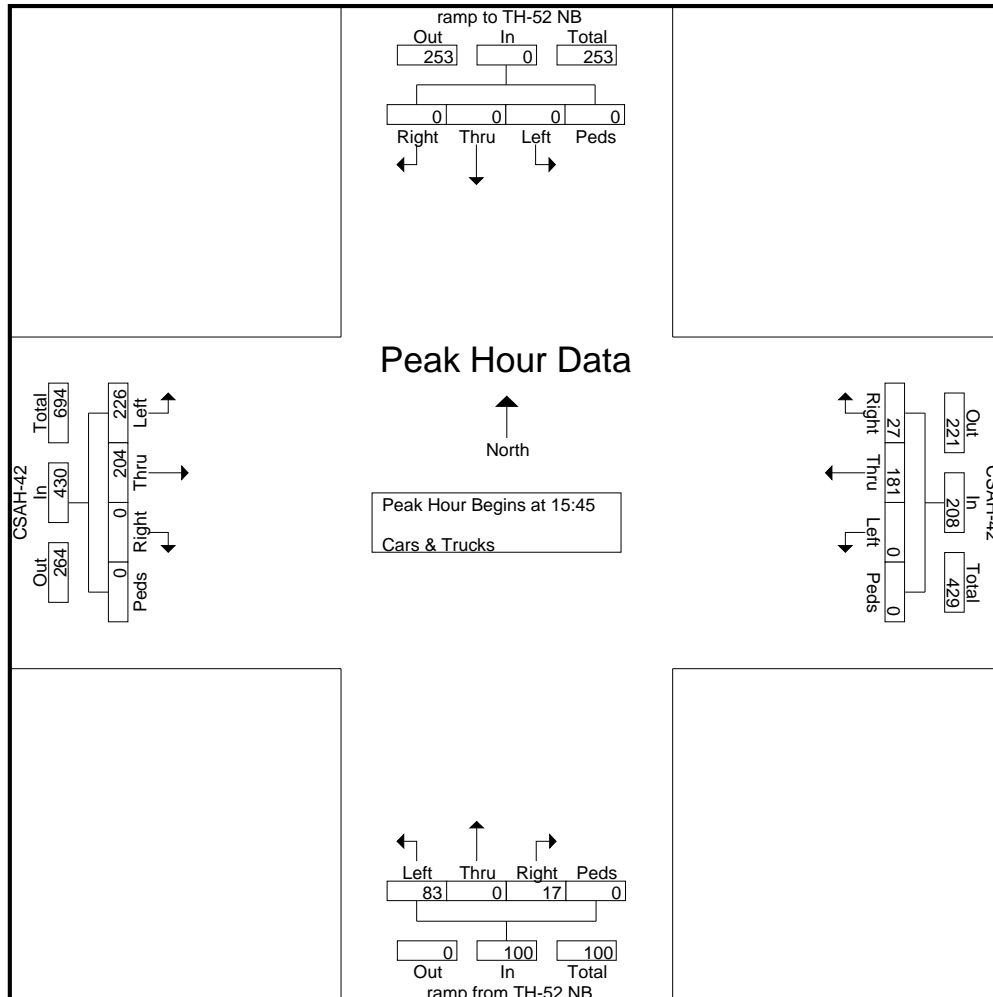 ramp to TH-52 NB
Out In Total
253 0 253
0 0 0 0
Right Thru Left Peds
Peak Hour Data
North
Peak Hour Begins at 15:45
Cars & Trucks
CSAH-42
Total In Out
694 430 264
226 204 0 0
Left Thru Right Peds
CSAH-42
Out In Total
221 208 429
27 181 0 0
Right Thru Left Peds
Left Thru Right Peds
83 0 17 0
0 100 100
Out In Total
ramp from TH-52 NB